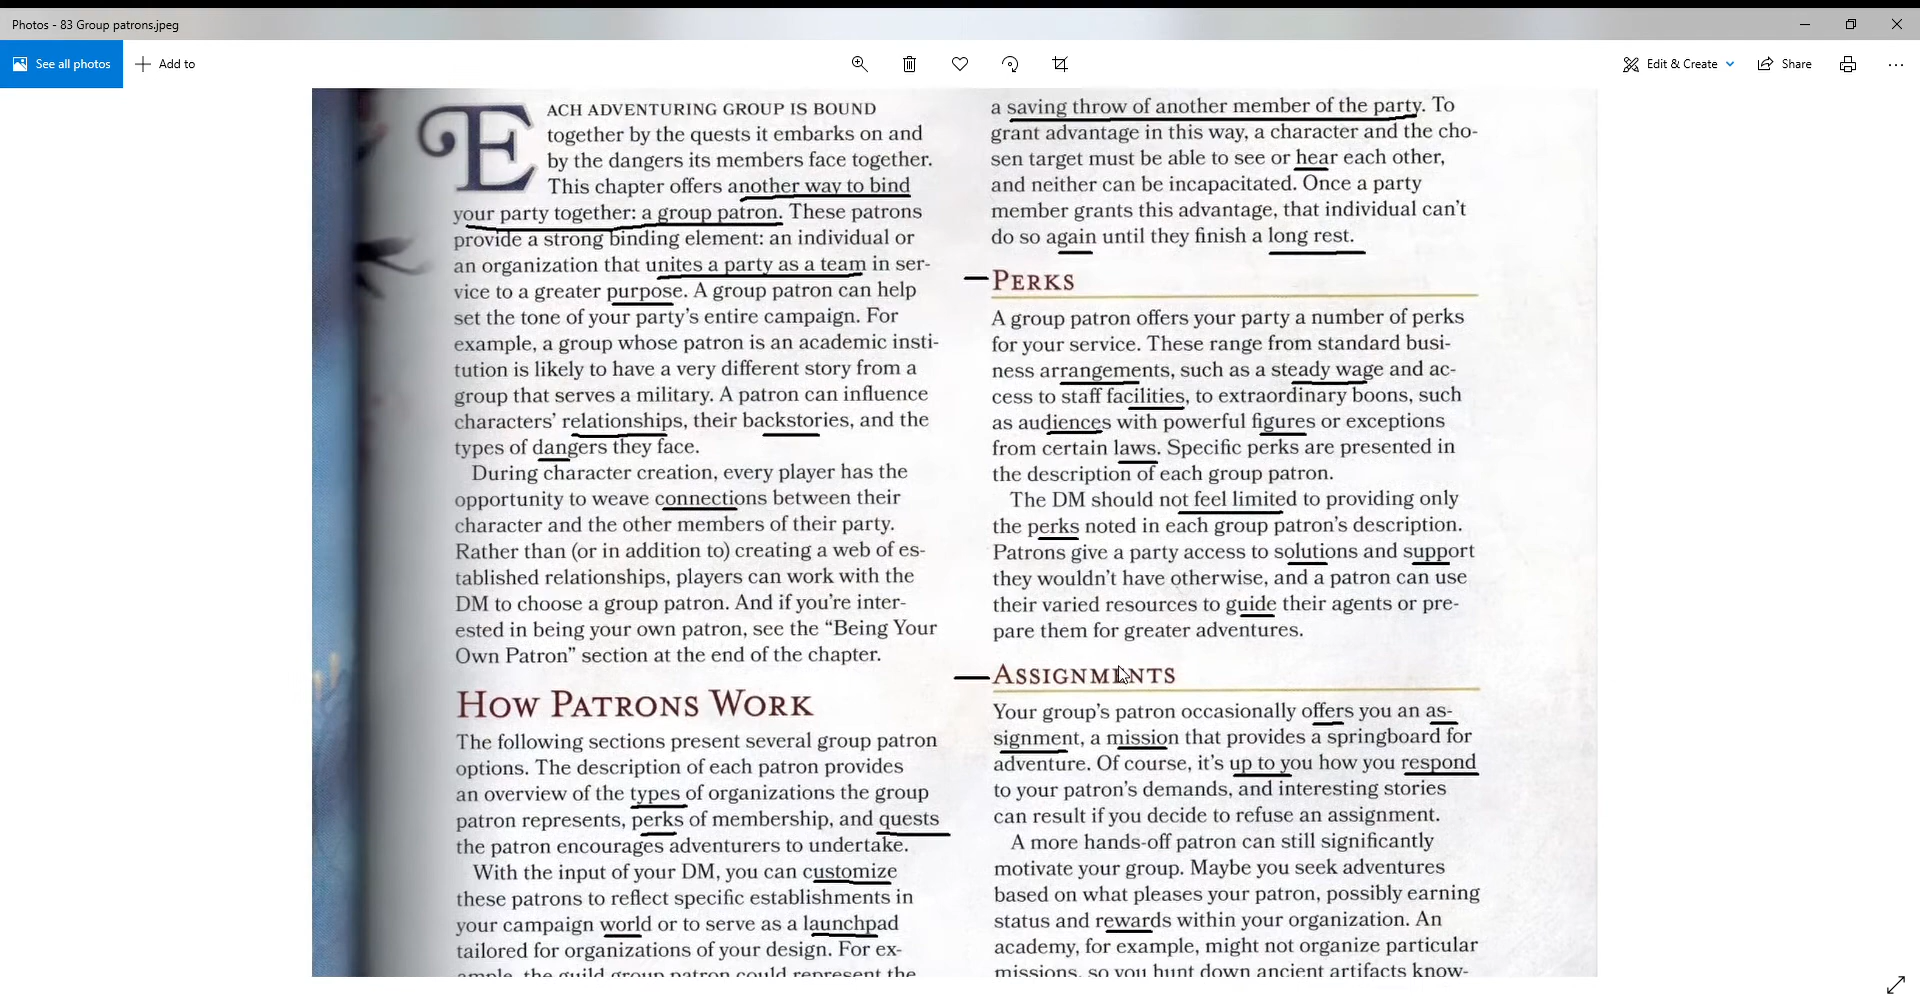 Photos - 83 Group patrons.jpeg
See all photos
Add to
Edit & Create
Share
EACH ADVENTURING GROUP IS BOUND
together by the quests it embarks on and
by the dangers its members face together.
This chapter offers another way to bind
your party together: a group patron. These patrons
provide a strong binding element: an individual or
an organization that unites a party as a team in ser-
vice to a greater purpose. A group patron can help
set the tone of your party's entire campaign. For
example, a group whose patron is an academic insti-
tution is likely to have a very different story from a
group that serves a military. A patron can influence
characters' relationships, their backstories, and the
types of dangers they face.
During character creation, every player has the
opportunity to weave connections between their
character and the other members of their party.
Rather than (or in addition to) creating a web of es-
tablished relationships, players can work with the
DM to choose a group patron. And if you're inter-
ested in being your own patron, see the "Being Your
Own Patron" section at the end of the chapter.
HOW PATRONS WORK
The following sections present several group patron
options. The description of each patron provides
an overview of the types of organizations the group
patron represents, perks of membership, and quests
the patron encourages adventurers to undertake.
With the input of your DM, you can customize
these patrons to reflect specific establishments in
your campaign world or to serve as a launchpad
tailored for organizations of your design. For ex-
ample, the guild group patron could represent the
a saving throw of another member of the party. To
grant advantage in this way, a character and the cho-
sen target must be able to see or hear each other,
and neither can be incapacitated. Once a party
member grants this advantage, that individual can't
do so again until they finish a long rest.
PERKS
A group patron offers your party a number of perks
for your service. These range from standard busi-
ness arrangements, such as a steady wage and ac-
cess to staff facilities, to extraordinary boons, such
as audiences with powerful figures or exceptions
from certain laws. Specific perks are presented in
the description of each group patron.
The DM should not feel limited to providing only
the perks noted in each group patron's description.
Patrons give a party access to solutions and support
they wouldn't have otherwise, and a patron can use
their varied resources to guide their agents or pre-
pare them for greater adventures.
ASSIGNMENTS
Your group's patron occasionally offers you an as-
signment, a mission that provides a springboard for
adventure. Of course, it's up to you how you respond
to your patron's demands, and interesting stories
can result if you decide to refuse an assignment.
A more hands-off patron can still significantly
motivate your group. Maybe you seek adventures
based on what pleases your patron, possibly earning
status and rewards within your organization. An
academy, for example, might not organize particular
missions, so you hunt down ancient artifacts know-